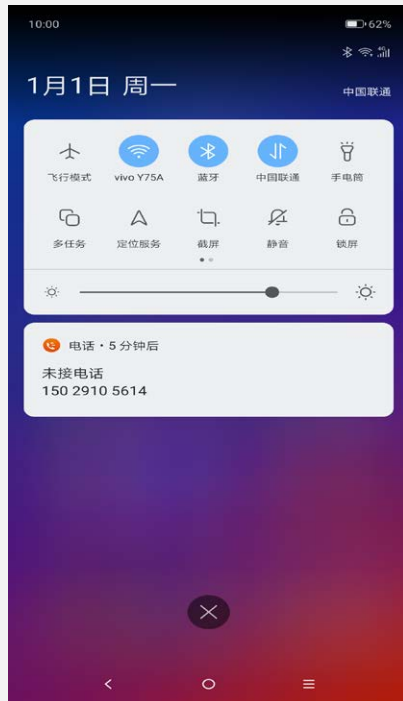 10:00
62%
4G
1月1日 周一
中国联通
飞行模式
vivo Y75A
蓝牙
中国联通
手电筒
多任务
定位服务
截屏
静音
锁屏
电话・5 分钟后
未接电话
150 2910 5614